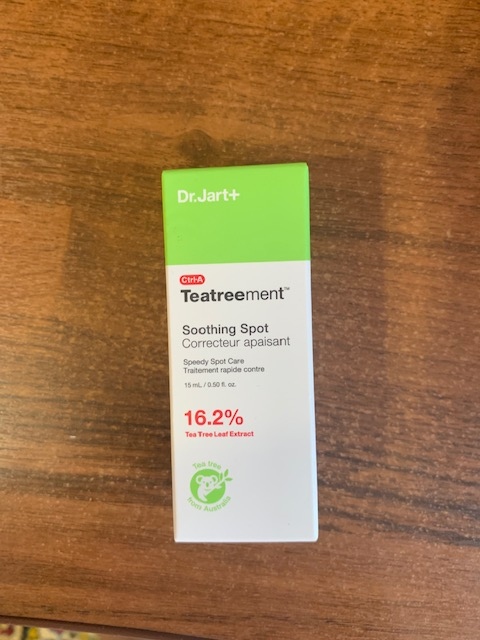 Dr.Jart+
Ctrl·A
Teatreement™
Soothing Spot
Correcteur apaisant
Speedy Spot Care
Traitement rapide contre
15 mL / 0.50 fl. oz.
16.2%
Tea Tree Leaf Extract
Tea tree
from Australia